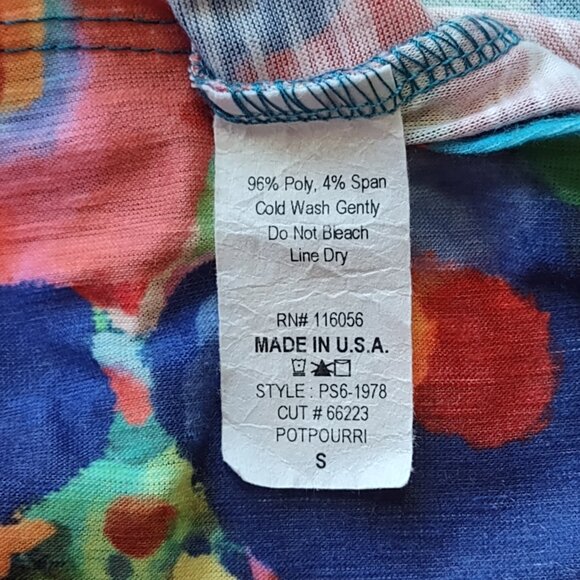 96% Poly, 4% Span
Cold Wash Gently
Do Not Bleach
Line Dry
RN# 116056
MADE IN U.S.A.
STYLE : PS6-1978
CUT # 66223
POTPOURRI
S